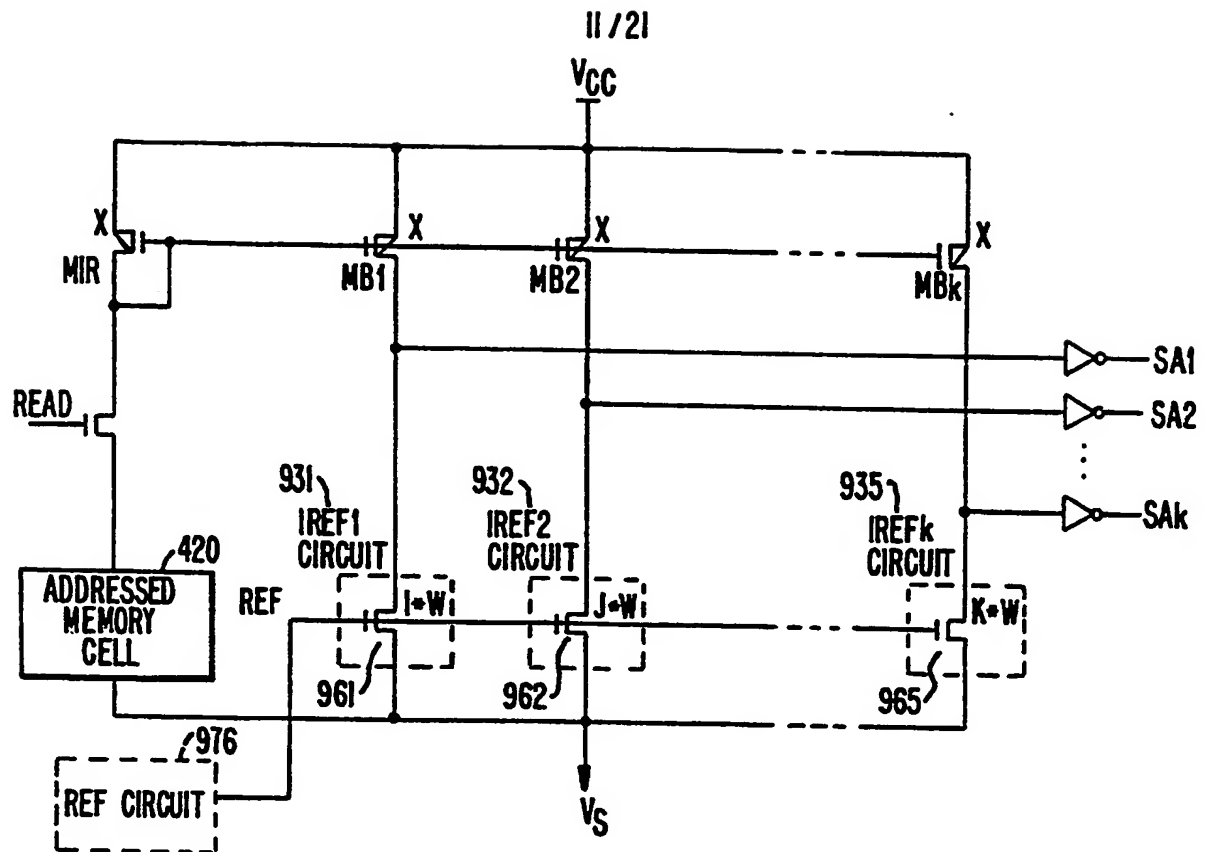 11/21
VCC
X
X
X
X
MIR
MB1
MB2
MBk
SA1
READ
SA2
931
932
935
SAk
IREF1
CIRCUIT
IREF2
CIRCUIT
IREFk
CIRCUIT
420
ADDRESSED
MEMORY
CELL
REF
I*W
J*W
K*W
961
962
965
976
REF CIRCUIT
VS